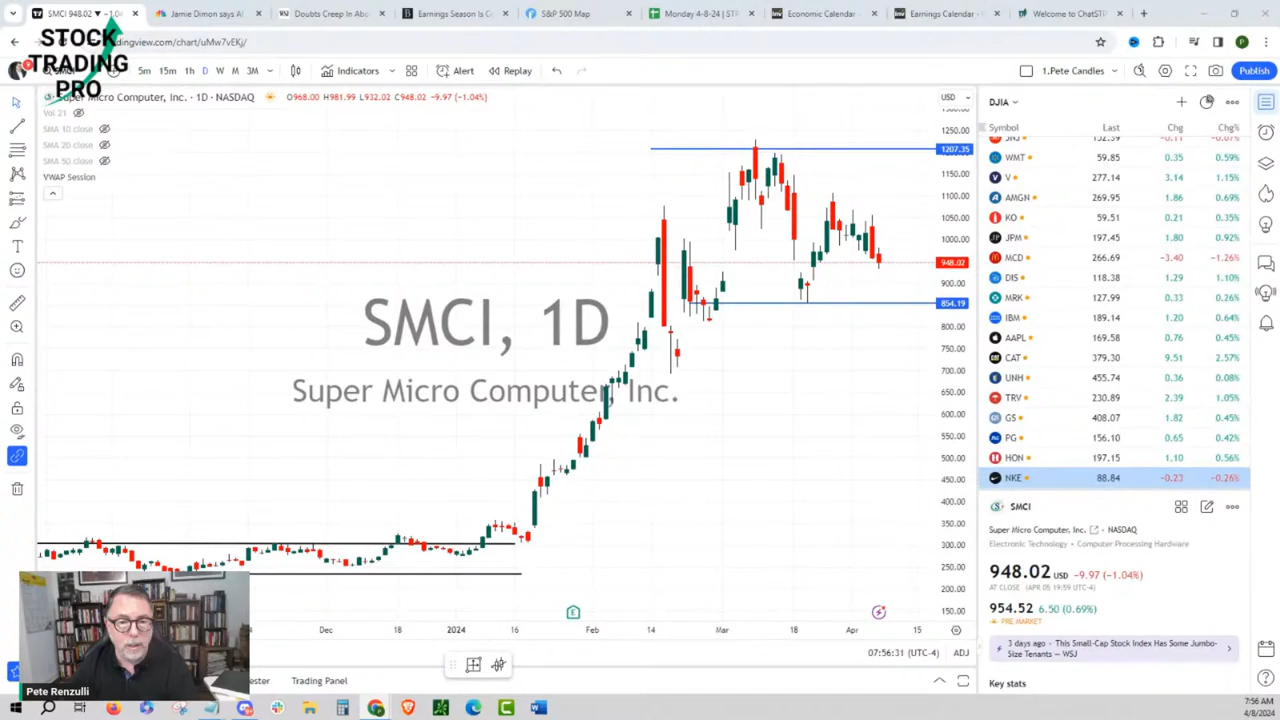 SMCI 948.02 ▼ −1.04
Jamie Dimon says AI
Doubts Creep In Abo
Earnings Season Is G
S&P 500 Map
Monday 4-8-24
Economic Calendar -
Earnings Calendar -
Welcome to ChatSTP
STOCK
TRADING
PRO
dingview.com/chart/uMw7vEKj/
SMCI 5m 15m 1h D W M 3M Indicators Alert Replay 1.Pete Candles Publish
Super Micro Computer, Inc. · 1D · NASDAQ O968.00 H981.99 L932.02 C948.02 −9.97 (−1.04%)
Vol 21
SMA 10 close
SMA 20 close
SMA 50 close
VWAP Session
USD
1300.00
1250.00
1207.35
1150.00
1100.00
1050.00
1000.00
948.02
900.00
854.19
800.00
750.00
700.00
650.00
600.00
550.00
500.00
450.00
400.00
350.00
300.00
250.00
200.00
150.00
SMCI, 1D
Super Micro Computer, Inc.
Dec 18 2024 16 Feb 14 Mar 18 Apr 15
07:56:31 (UTC-4) ADJ
ester Trading Panel
Pete Renzulli
DJIA
Symbol Last Chg Chg%
JNJ 152.39 −0.11 −0.07%
WMT 59.85 0.35 0.59%
V 277.14 3.14 1.15%
AMGN 269.95 1.86 0.69%
KO 59.51 0.21 0.35%
JPM 197.45 1.80 0.92%
MCD 266.69 −3.40 −1.26%
DIS 118.38 1.29 1.10%
MRK 127.99 0.33 0.26%
IBM 189.14 1.20 0.64%
AAPL 169.58 0.76 0.45%
CAT 379.30 9.51 2.57%
UNH 455.74 0.36 0.08%
TRV 230.89 2.39 1.05%
GS 408.07 1.82 0.45%
PG 156.10 0.65 0.42%
HON 197.15 1.10 0.56%
NKE 88.84 −0.23 −0.26%
SMCI
Super Micro Computer, Inc. · NASDAQ
Electronic Technology • Computer Processing Hardware
948.02 USD −9.97 (−1.04%)
AT CLOSE (APR 05 19:59 UTC-4)
954.52 6.50 (0.69%)
PRE MARKET
3 days ago · This Small-Cap Stock Index Has Some Jumbo-
Size Tenants — WSJ
Key stats
7:56 AM
4/8/2024